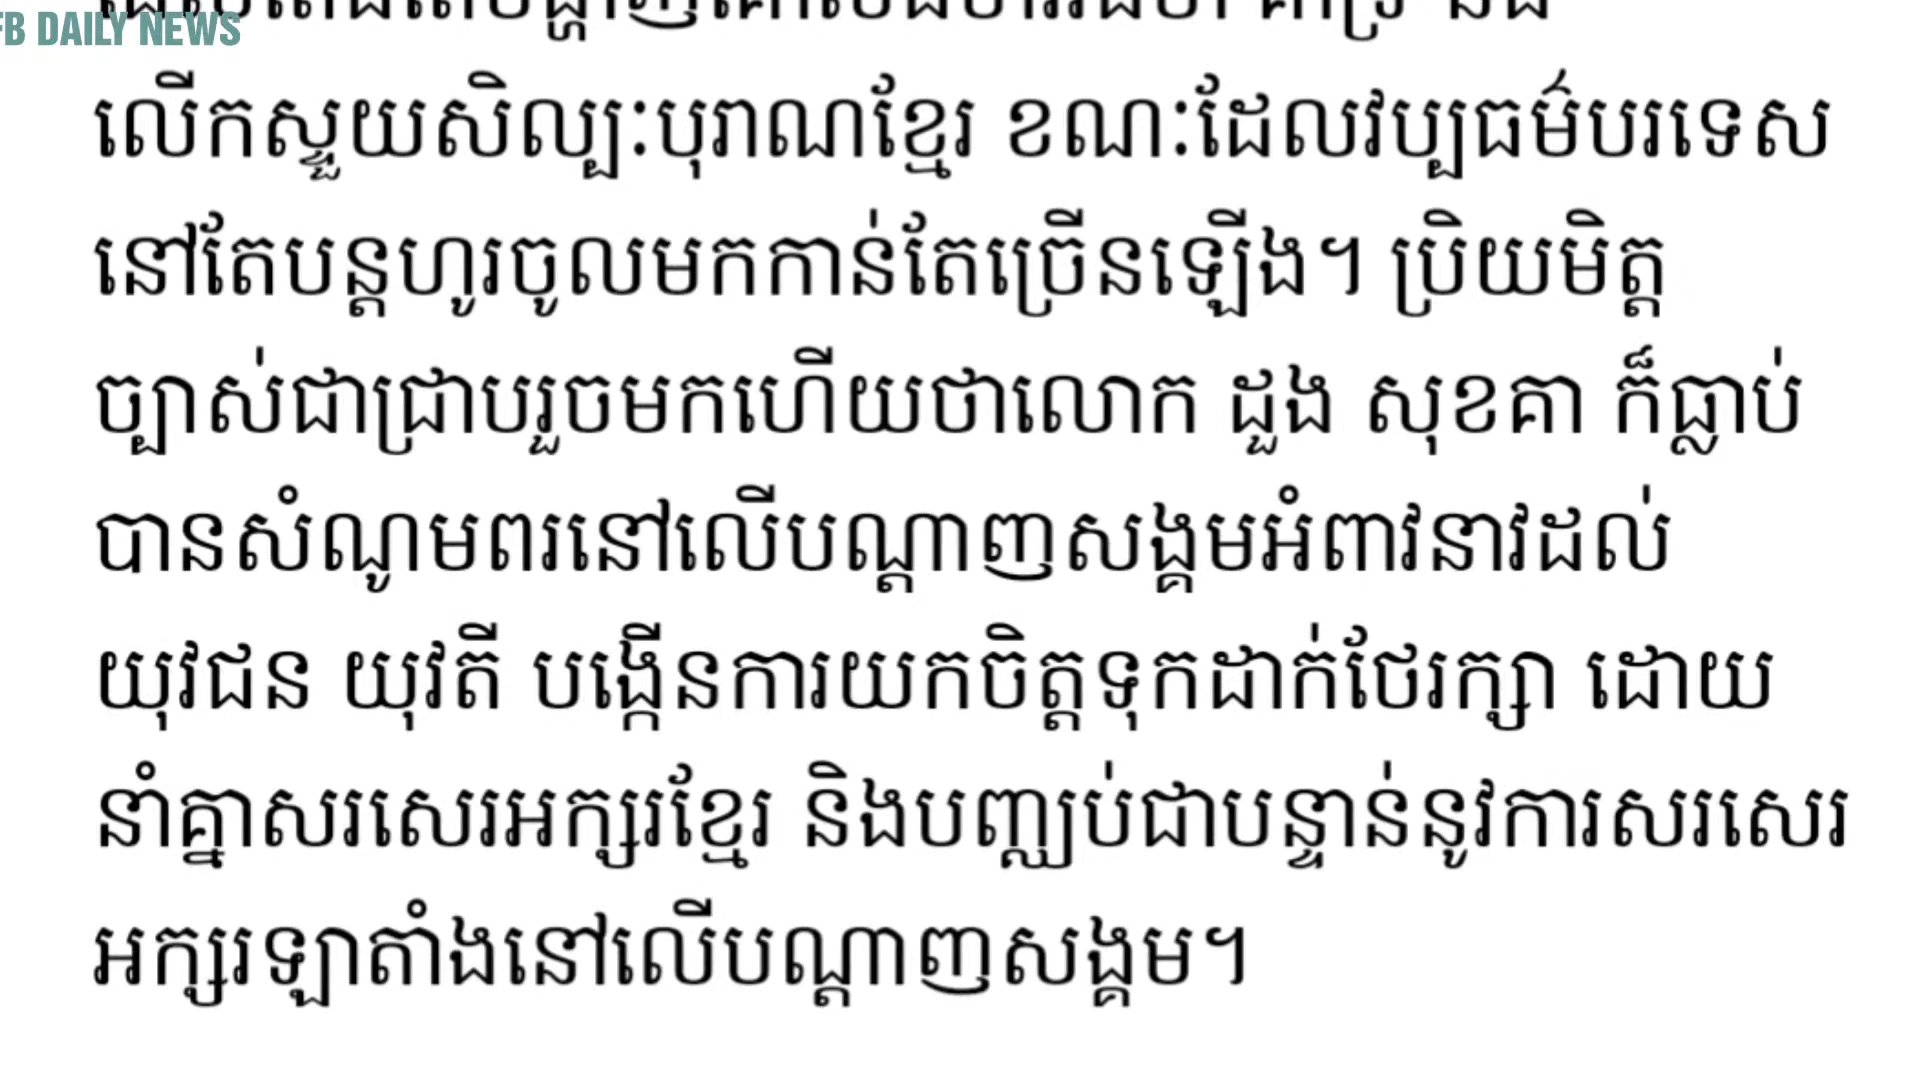 FB DAILY NEWS
លើកស្ទួយសិល្បៈបុរាណខ្មែរ ខណៈដែលវប្បធម៌បរទេស
នៅតែបន្តហូរចូលមកកាន់តែច្រើនឡើង។ ប្រិយមិត្ត
ច្បាស់ជាជ្រាបរួចមកហើយថាលោក ដួង សុខគា ក៏ធ្លាប់
បានសំណូមពរនៅលើបណ្តាញសង្គមអំពាវនាវដល់
យុវជន យុវតី បង្កើនការយកចិត្តទុកដាក់ថែរក្សា ដោយ
នាំគ្នាសរសេរអក្សរខ្មែរ និងបញ្ឈប់ជាបន្ទាន់នូវការសរសេរ
អក្សរឡាតាំងនៅលើបណ្តាញសង្គម។